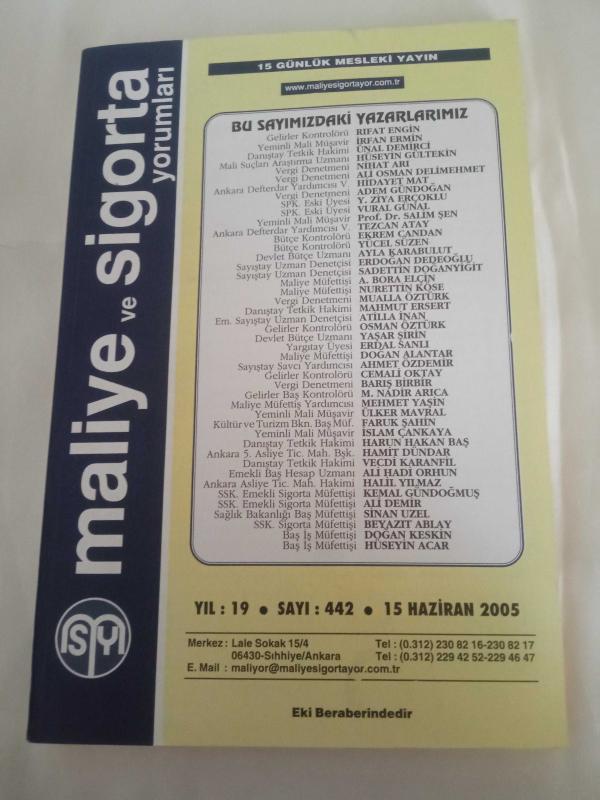 15 GÜNLÜK MESLEKİ YAYIN
www.maliyesigortayor.com.tr
maliye ve sigorta
yorumları
BU SAYIMIZDAKİ YAZARLARIMIZ
Gelirler Kontrolörü RIFAT ENGİN
Yeminli Mali Müşavir İRFAN ERMİN
Danıştay Tetkik Hakimi ÜNAL DEMİRCİ
Mali Suçları Araştırma Uzmanı HÜSEYİN GÜLTEKİN
Vergi Denetmeni NİHAT ARI
Vergi Denetmeni ALİ OSMAN DELİMEHMET
Ankara Defterdar Yardımcısı V. HİDAYET MAT
Vergi Denetmeni ADEM GÜNDOĞAN
SPK. Eski Üyesi Y. ZİYA ERÇOKLU
SPK. Eski Üyesi VURAL GÜNAL
Yeminli Mali Müşavir Prof. Dr. SALİM ŞEN
Ankara Defterdar Yardımcısı V. TEZCAN ATAY
Bütçe Kontrolörü EKREM CANDAN
Bütçe Kontrolörü YÜCEL SÜZEN
Devlet Bütçe Uzmanı AYLA KARABULUT
Sayıştay Uzman Denetçisi ERDOĞAN DEDEOĞLU
Sayıştay Uzman Denetçisi SADETTİN DOĞANYİĞİT
Maliye Müfettişi A. BORA ELÇİN
Maliye Müfettişi NURETTİN KÖSE
Vergi Denetmeni MUALLA ÖZTÜRK
Danıştay Tetkik Hakimi MAHMUT ERSERT
Em. Sayıştay Uzman Denetçisi ATİLLA İNAN
Gelirler Kontrolörü OSMAN ÖZTÜRK
Devlet Bütçe Uzmanı YAŞAR ŞİRİN
Yargıtay Üyesi ERDAL SANLI
Maliye Müfettişi DOĞAN ALANTAR
Sayıştay Savcı Yardımcısı AHMET ÖZDEMİR
Gelirler Kontrolörü CEMALİ OKTAY
Vergi Denetmeni BARIŞ BİRBİR
Gelirler Baş Kontrolörü M. NADİR ARICA
Maliye Müfettiş Yardımcısı MEHMET YAŞİN
Yeminli Mali Müşavir ÜLKER MAVRAL
Kültür ve Turizm Bkn. Baş Müf. FARUK ŞAHİN
Yeminli Mali Müşavir İSLAM ÇANKAYA
Danıştay Tetkik Hakimi HARUN HAKAN BAŞ
Ankara 5. Asliye Tic. Mah. Bşk. HAMİT DÜNDAR
Danıştay Tetkik Hakimi VECDİ KARANFİL
Emekli Baş Hesap Uzmanı ALİ HADİ ORHUN
Ankara Asliye Tic. Mah. Hakimi HALİL YILMAZ
SSK. Emekli Sigorta Müfettişi KEMAL GÜNDOĞMUŞ
SSK. Emekli Sigorta Müfettişi ALİ DEMİR
Sağlık Bakanlığı Baş Müfettişi SİNAN UZEL
SSK. Sigorta Müfettişi BEYAZIT ABLAY
Baş İş Müfettişi DOĞAN KESKİN
Baş İş Müfettişi HÜSEYİN ACAR
YIL : 19 • SAYI : 442 • 15 HAZİRAN 2005
Merkez : Lale Sokak 15/4 Tel : (0.312) 230 82 16-230 82 17
06430-Sıhhiye/Ankara Tel : (0.312) 229 42 52-229 46 47
E. Mail : maliyor@maliyesigortayor.com.tr
Eki Beraberindedir